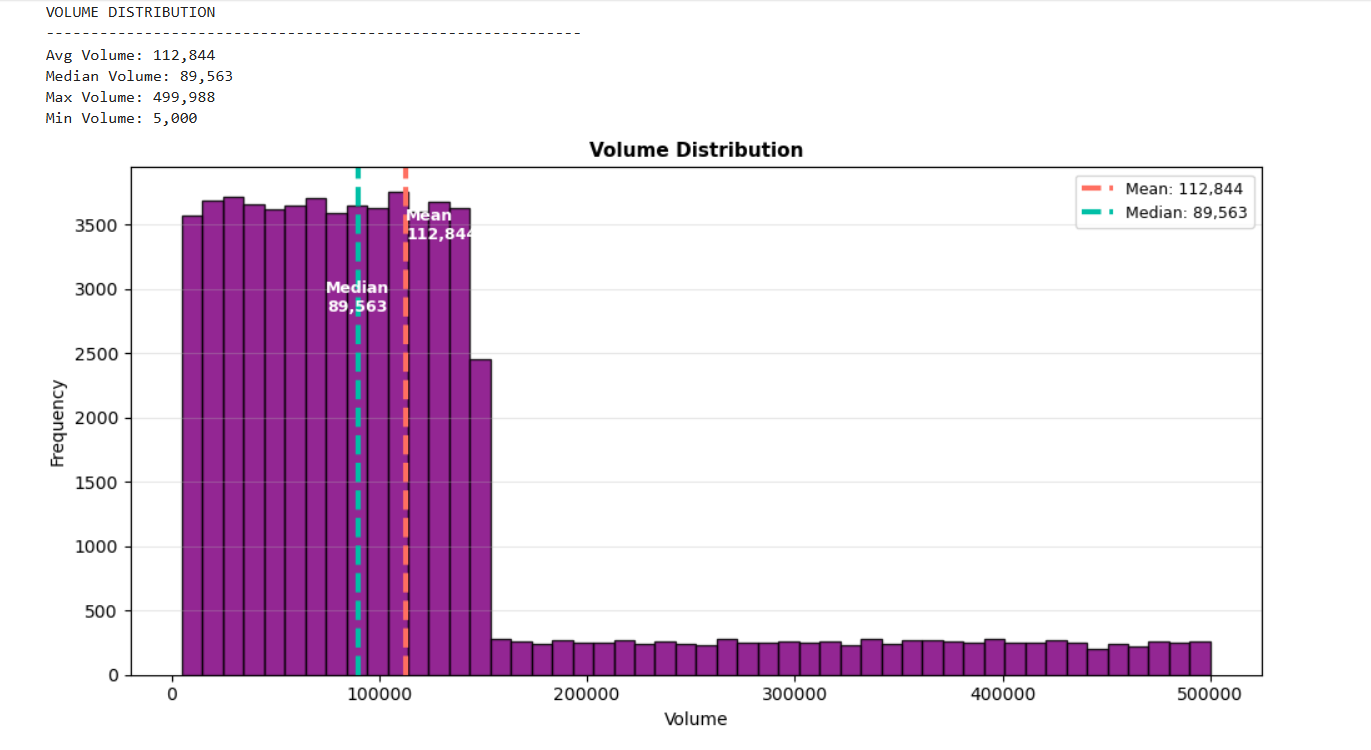 VOLUME DISTRIBUTION
------------------------------------------------------------
Avg Volume: 112,844
Median Volume: 89,563
Max Volume: 499,988
Min Volume: 5,000
Volume Distribution
Mean: 112,844
Median: 89,563
Mean
112,844
Median
89,563
Frequency
3500
3000
2500
2000
1500
1000
500
0
0 100000 200000 300000 400000 500000
Volume